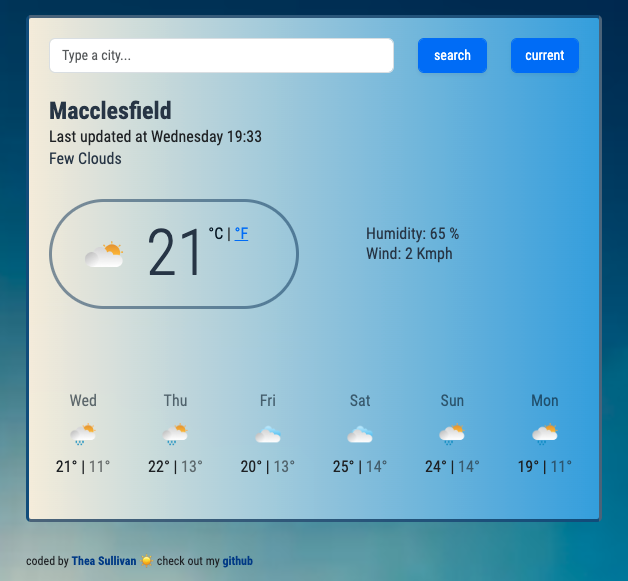 Type a city...
search
current
Macclesfield
Last updated at Wednesday 19:33
Few Clouds
21 °C | °F
Humidity: 65 %
Wind: 2 Kmph
Wed Thu Fri Sat Sun Mon
21° | 11° 22° | 13° 20° | 13° 25° | 14° 24° | 14° 19° | 11°
coded by Thea Sullivan ☀️ check out my github